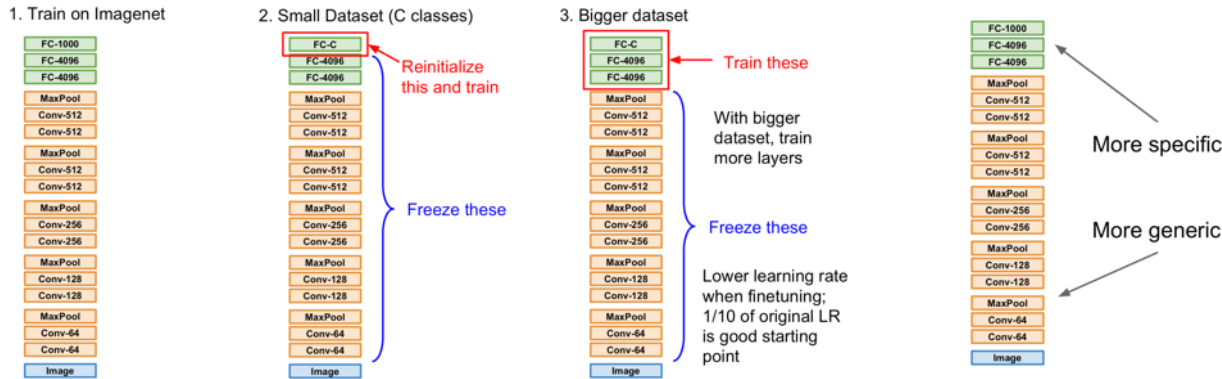 1. Train on Imagenet
FC-1000
FC-4096
FC-4096
MaxPool
Conv-512
Conv-512
MaxPool
Conv-512
Conv-512
MaxPool
Conv-256
Conv-256
MaxPool
Conv-128
Conv-128
MaxPool
Conv-64
Conv-64
Image
2. Small Dataset (C classes)
FC-C
FC-4096
FC-4096
MaxPool
Conv-512
Conv-512
MaxPool
Conv-512
Conv-512
MaxPool
Conv-256
Conv-256
MaxPool
Conv-128
Conv-128
MaxPool
Conv-64
Conv-64
Image
Reinitialize
this and train
Freeze these
3. Bigger dataset
FC-C
FC-4096
FC-4096
MaxPool
Conv-512
Conv-512
MaxPool
Conv-512
Conv-512
MaxPool
Conv-256
Conv-256
MaxPool
Conv-128
Conv-128
MaxPool
Conv-64
Conv-64
Image
Train these
With bigger
dataset, train
more layers
Freeze these
Lower learning rate
when finetuning;
1/10 of original LR
is good starting
point
FC-1000
FC-4096
FC-4096
MaxPool
Conv-512
Conv-512
MaxPool
Conv-512
Conv-512
MaxPool
Conv-256
Conv-256
MaxPool
Conv-128
Conv-128
MaxPool
Conv-64
Conv-64
Image
More specific
More generic